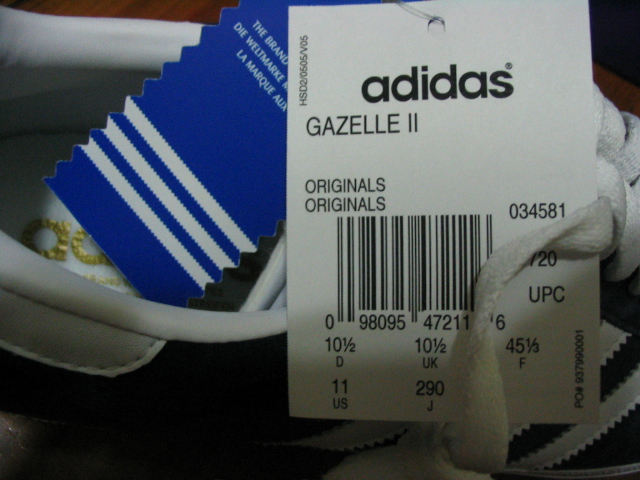 THE BRAND
DIE WELTMARKE
LA MARQUE AUX
HSD2/0505/V05
adidas®
GAZELLE II
ORIGINALS
ORIGINALS
034581
720
UPC
0 98095 47211 6
10½ 10½ 45⅓
D UK F
11 290
US J
PO# 937990001